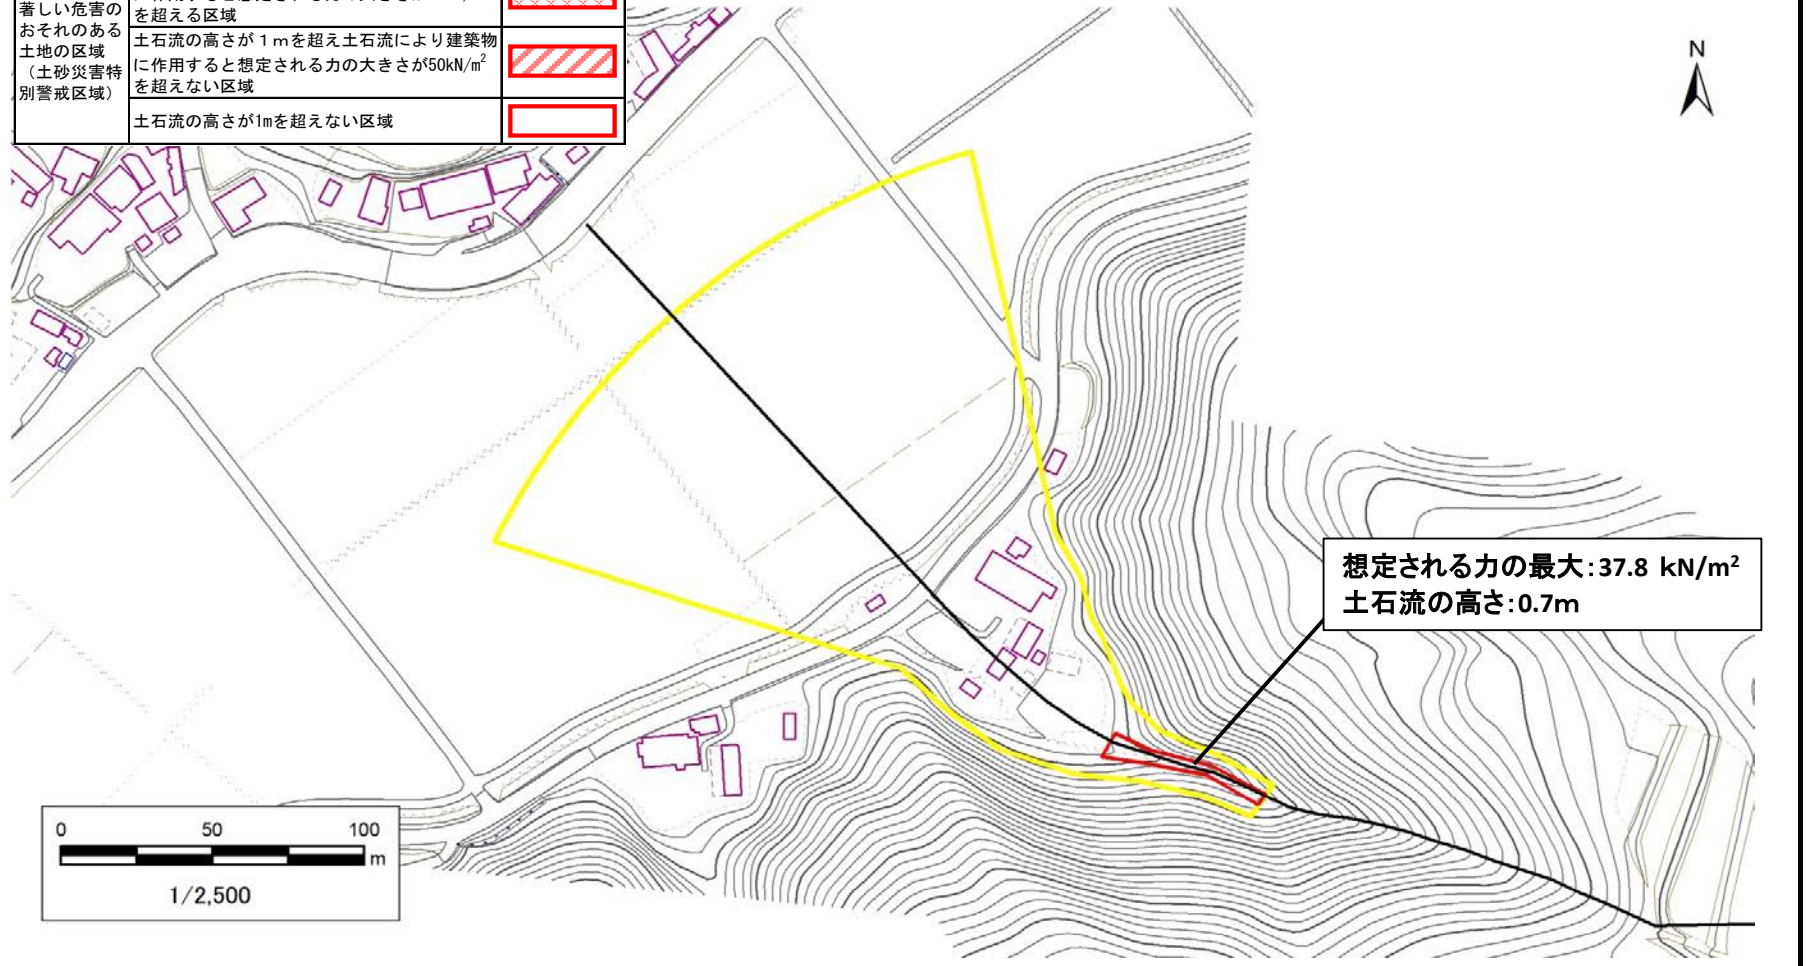 著しい危害の
おそれのある
土地の区域
（土砂災害特
別警戒区域）
を超える区域
土石流の高さが１ｍを超え土石流により建築物
に作用すると想定される力の大きさが50kN/m²
を超えない区域
土石流の高さが1mを超えない区域
N
想定される力の最大：37.8 kN/m²
土石流の高さ：0.7m
0 50 100
m
1/2,500